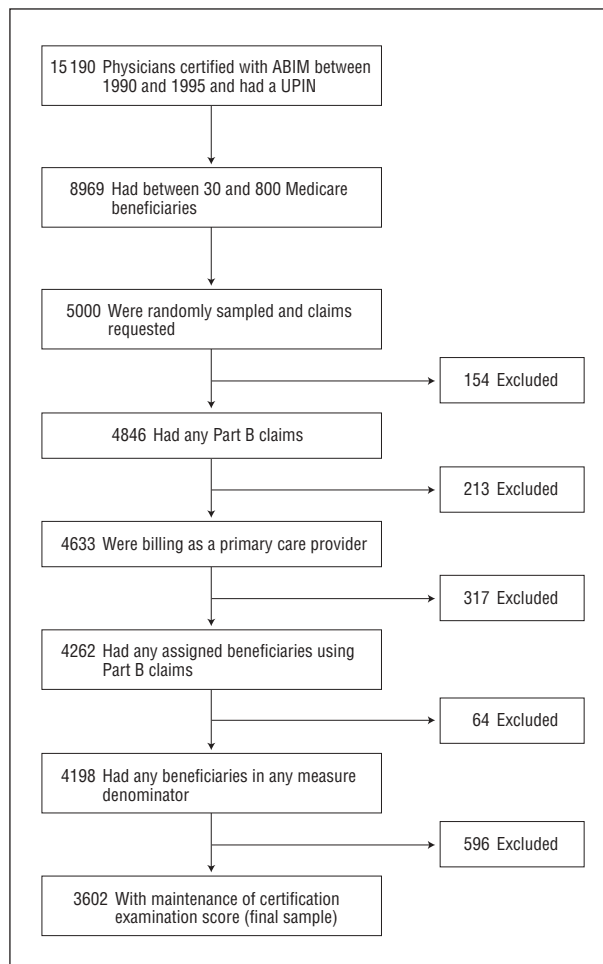 15 190 Physicians certified with ABIM between
1990 and 1995 and had a UPIN
8969 Had between 30 and 800 Medicare
beneficiaries
5000 Were randomly sampled and claims
requested
154 Excluded
4846 Had any Part B claims
213 Excluded
4633 Were billing as a primary care provider
317 Excluded
4262 Had any assigned beneficiaries using
Part B claims
64 Excluded
4198 Had any beneficiaries in any measure
denominator
596 Excluded
3602 With maintenance of certification
examination score (final sample)